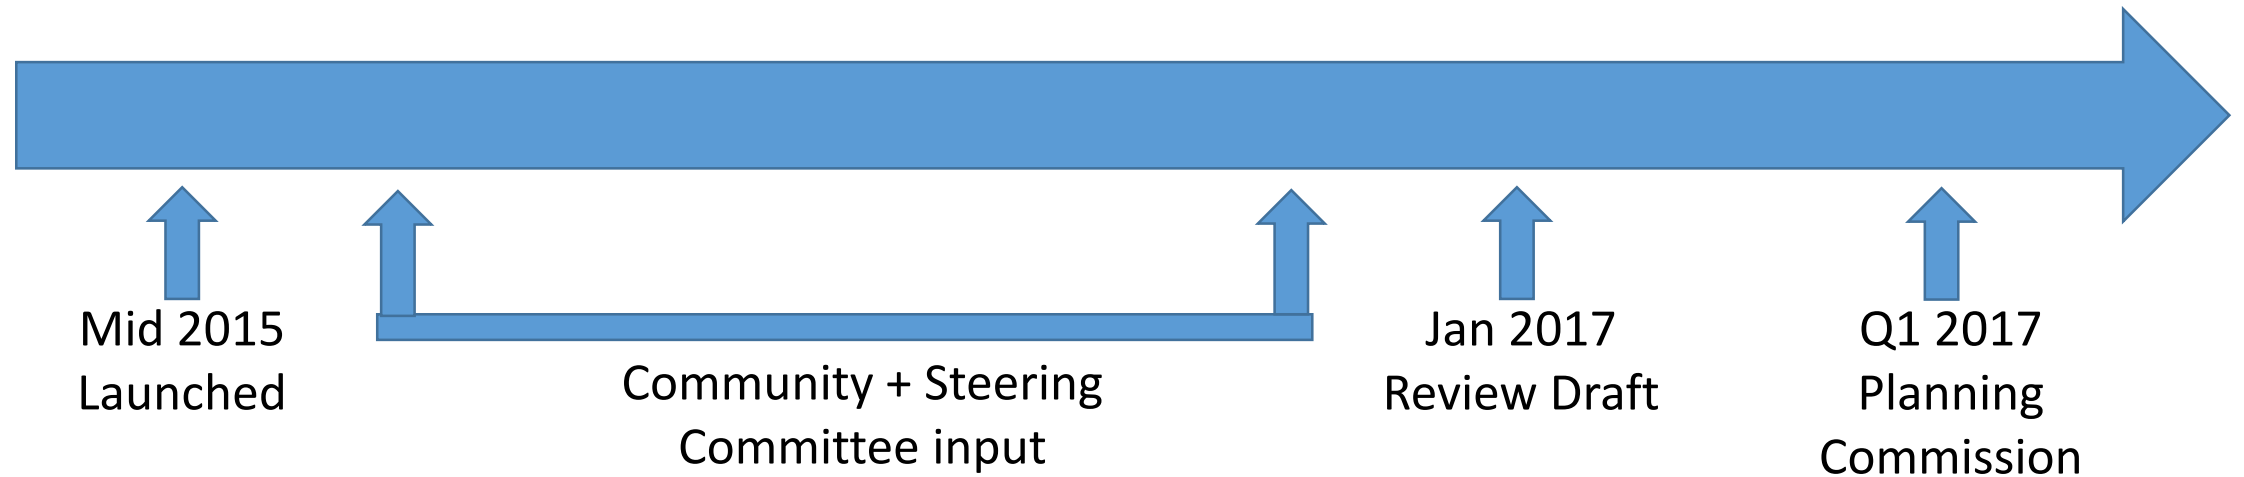 Mid 2015
Launched
Community + Steering
Committee input
Jan 2017
Review Draft
Q1 2017
Planning
Commission